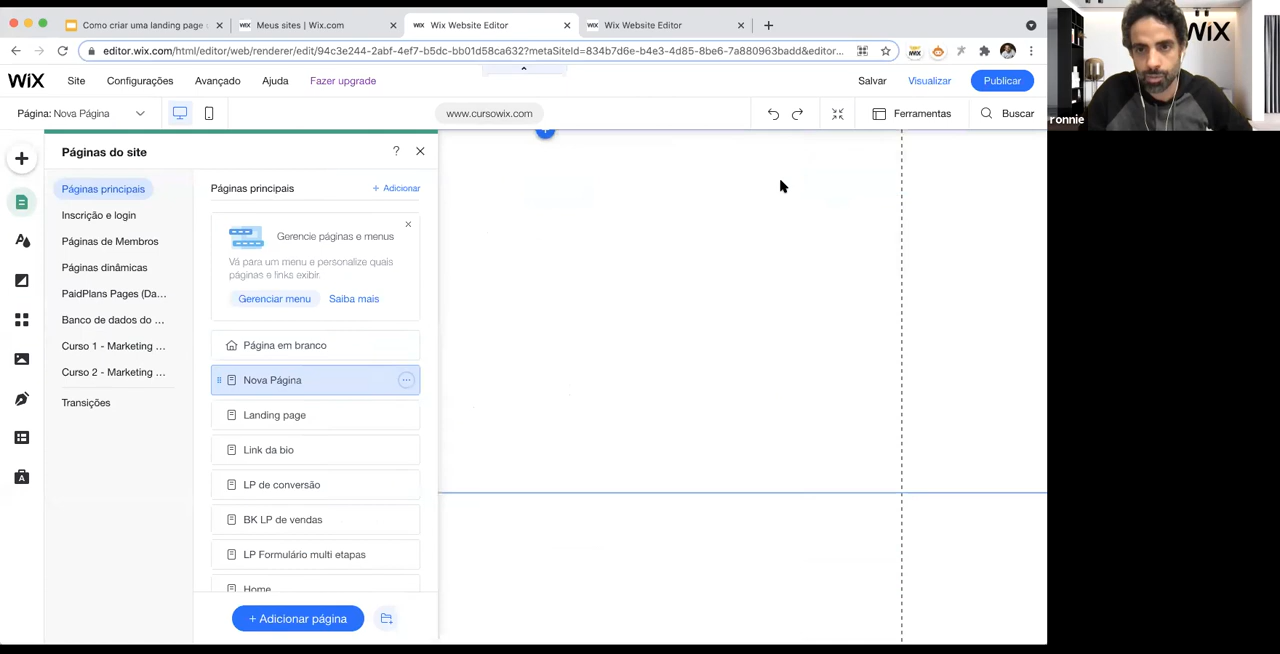 Como criar uma landing page
Meus sites | Wix.com
Wix Website Editor
Wix Website Editor
editor.wix.com/html/editor/web/renderer/edit/94c3e244-2abf-4ef7-b5dc-bb01d58ca632?metaSiteId=834b7d6e-b4e3-4d85-8be6-7a880963badd&editor...
WiX
Site
Configurações
Avançado
Ajuda
Fazer upgrade
Salvar
Visualizar
Publicar
Página: Nova Página
www.cursowix.com
Ferramentas
Buscar
Páginas do site
?
Páginas principais
Inscrição e login
Páginas de Membros
Páginas dinâmicas
PaidPlans Pages (Da...
Banco de dados do ...
Curso 1 - Marketing ...
Curso 2 - Marketing ...
Transições
Páginas principais
+ Adicionar
Gerencie páginas e menus
Vá para um menu e personalize quais
páginas e links exibir.
Gerenciar menu
Saiba mais
Página em branco
Nova Página
Landing page
Link da bio
LP de conversão
BK LP de vendas
LP Formulário multi etapas
Home
+ Adicionar página
WiX
ronnie